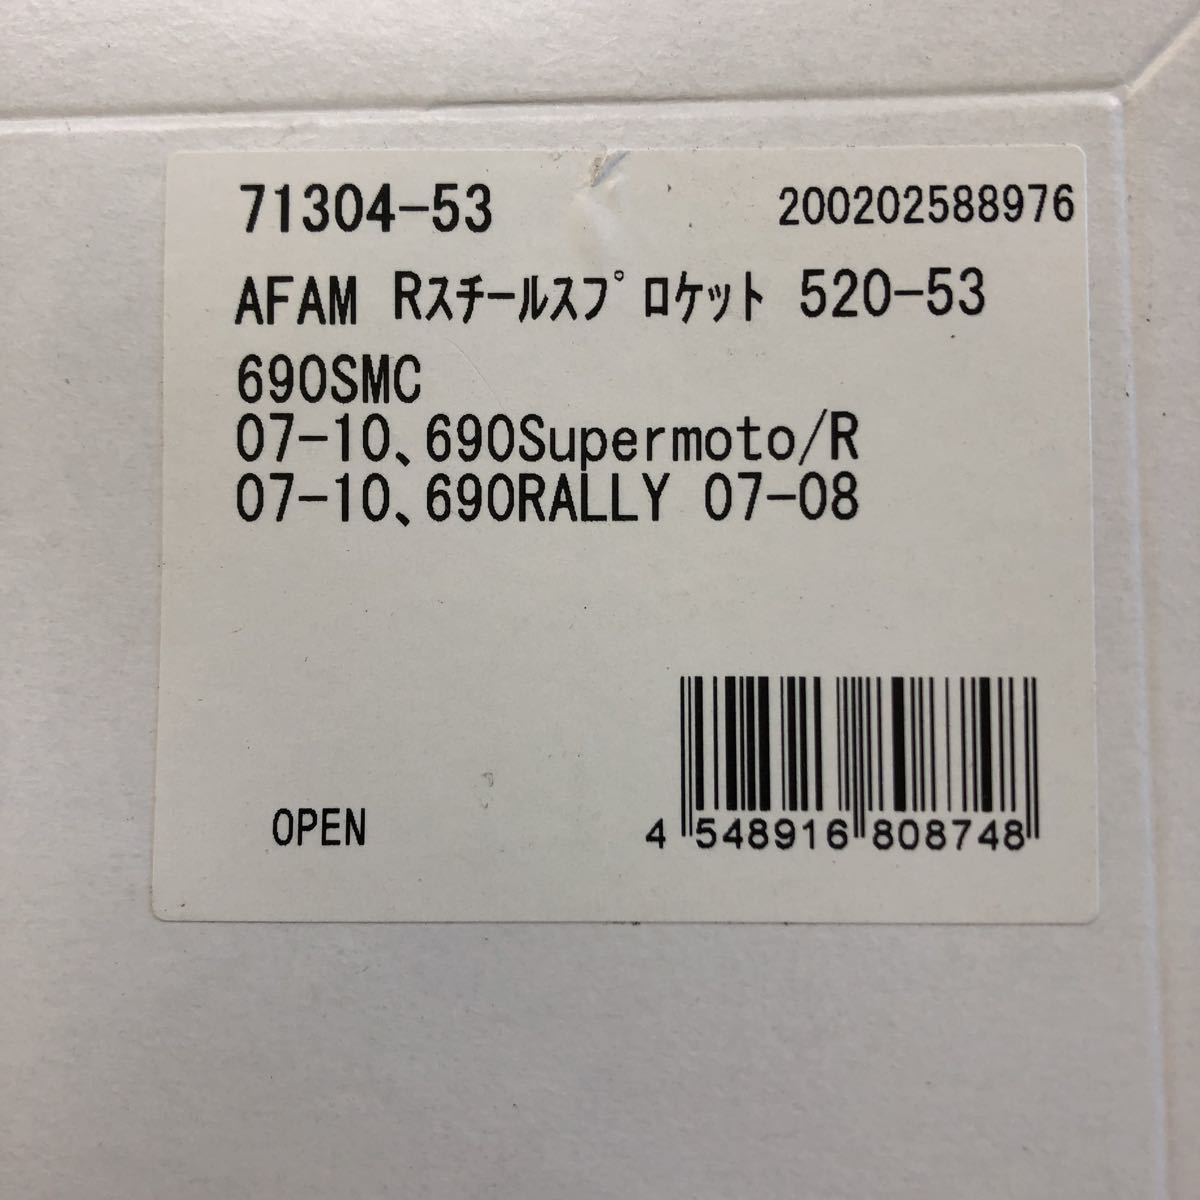 71304-53 200202588976
AFAM Rｽﾁｰﾙｽﾌﾟﾛｹｯﾄ 520-53
690SMC
07-10、690Supermoto/R
07-10、690RALLY 07-08
OPEN
4 548916 808748